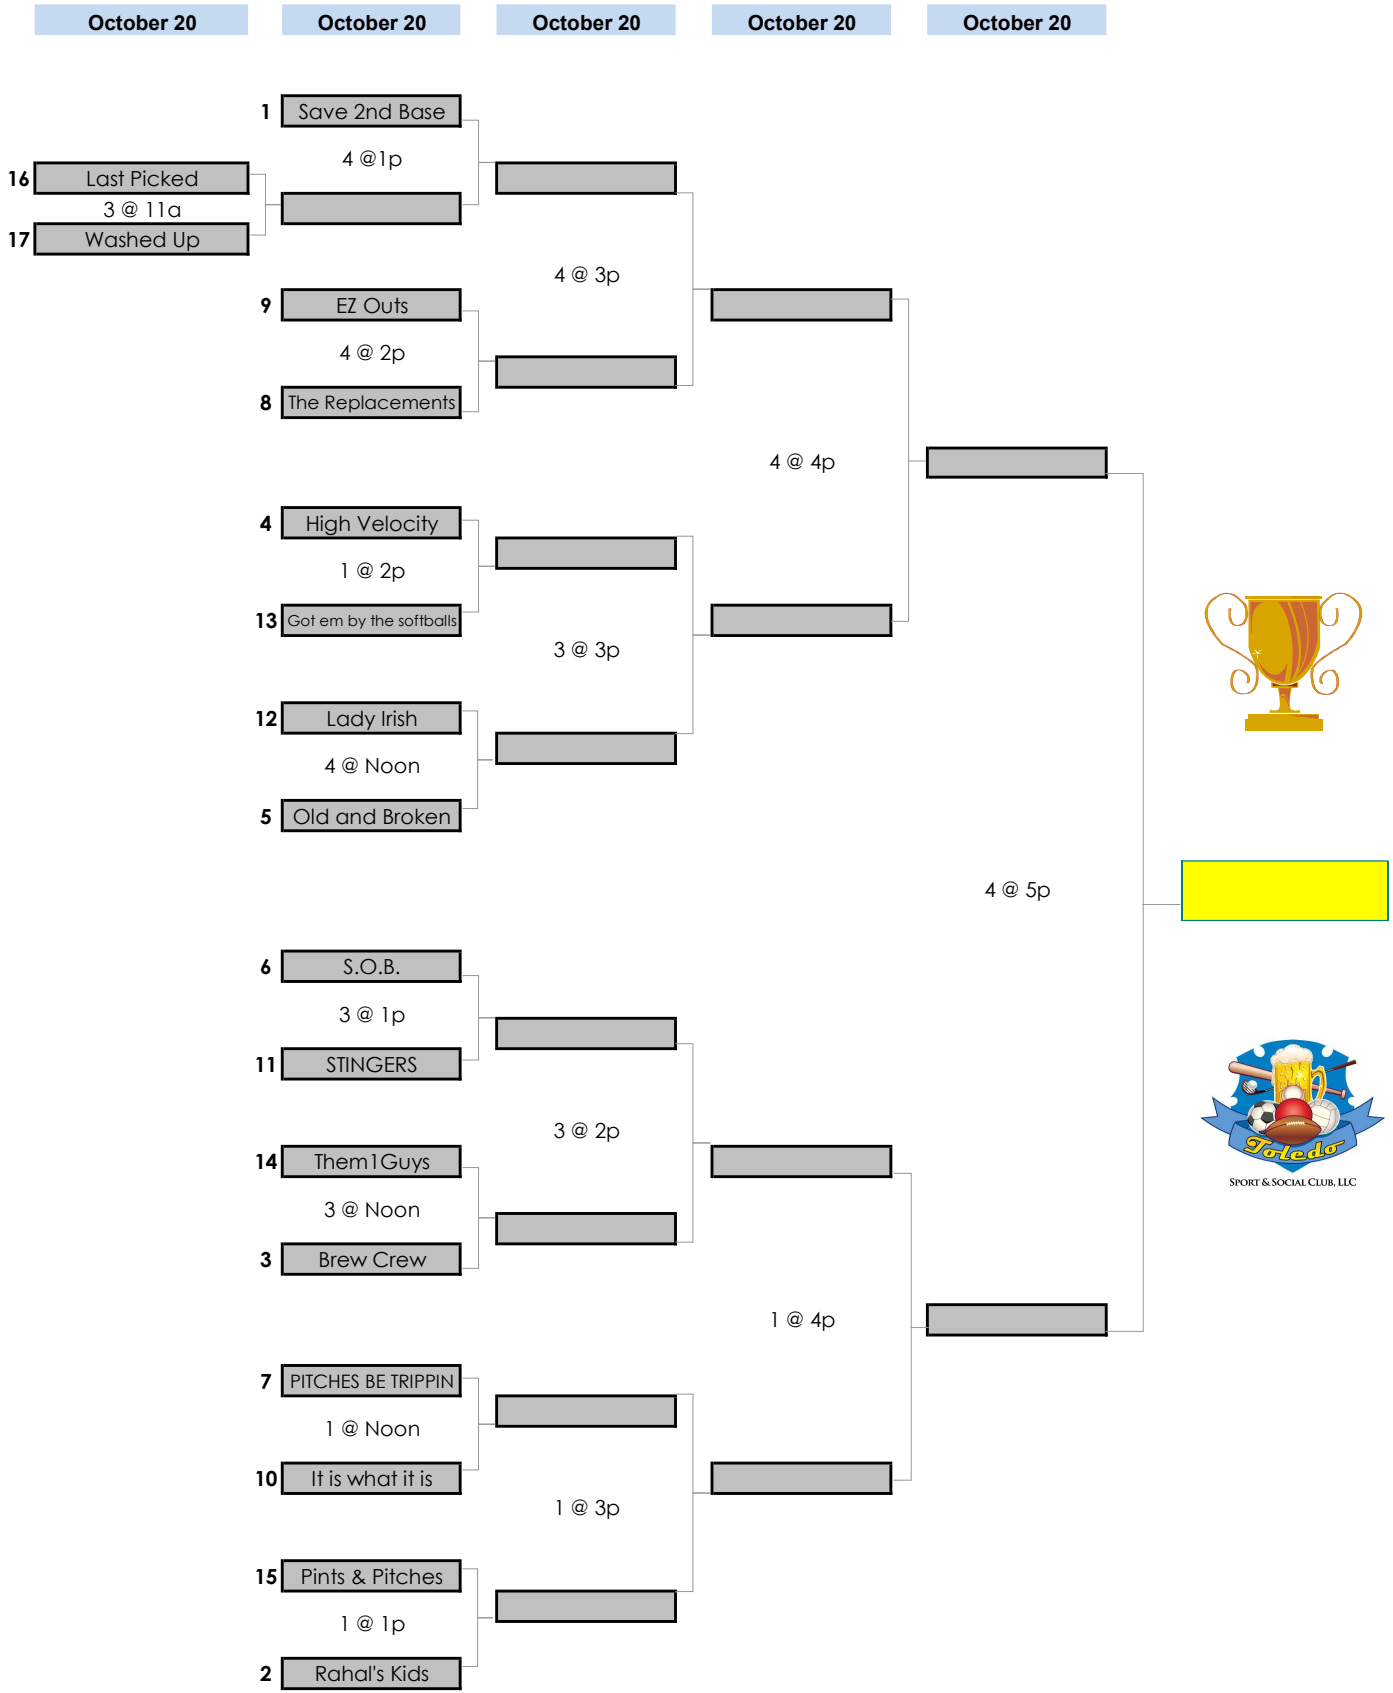 October 20 October 20 October 20 October 20 October 20
1 Save 2nd Base
4 @1p
16 Last Picked
3 @ 11a
17 Washed Up
4 @ 3p
9 EZ Outs
4 @ 2p
8 The Replacements
4 @ 4p
4 High Velocity
1 @ 2p
13 Got em by the softballs
3 @ 3p
12 Lady Irish
4 @ Noon
5 Old and Broken
4 @ 5p
6 S.O.B.
3 @ 1p
11 STINGERS
3 @ 2p
Toledo
SPORT & SOCIAL CLUB, LLC
14 Them1Guys
3 @ Noon
3 Brew Crew
1 @ 4p
7 PITCHES BE TRIPPIN
1 @ Noon
10 It is what it is
1 @ 3p
15 Pints & Pitches
1 @ 1p
2 Rahal's Kids